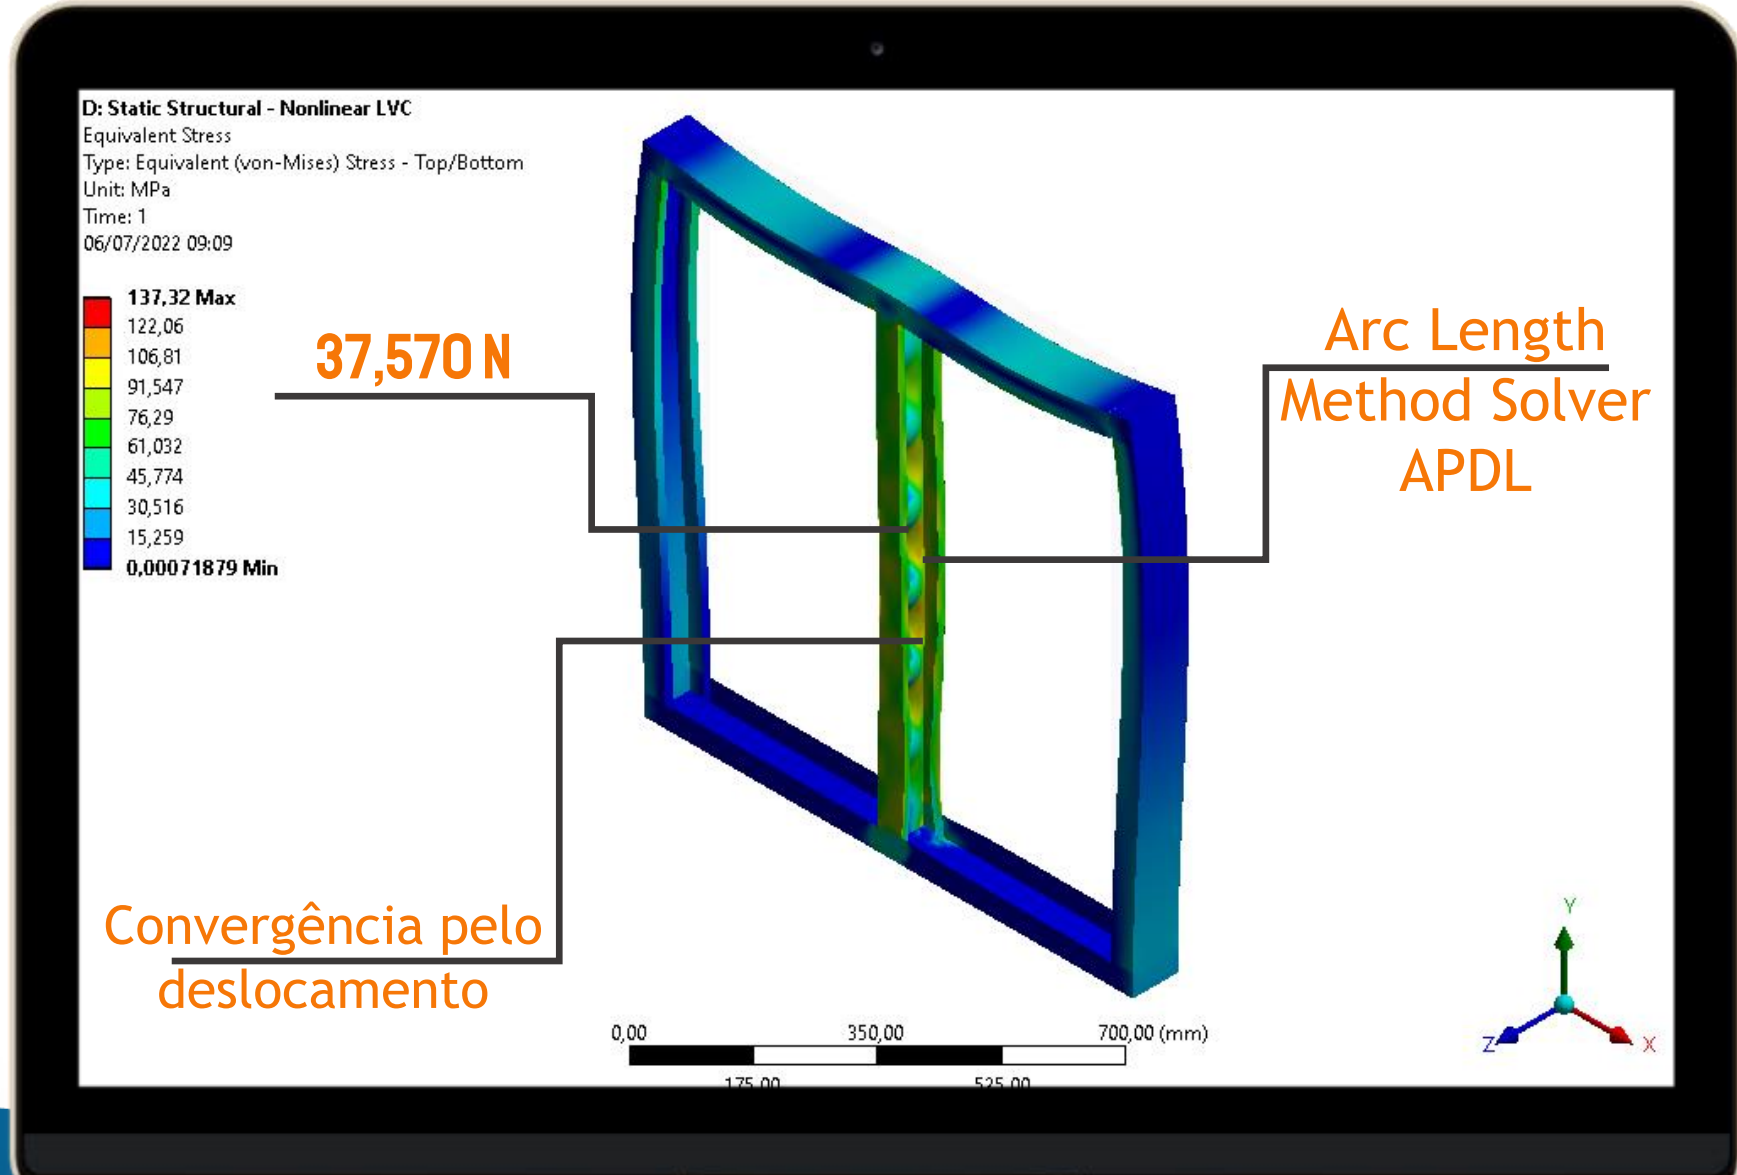 D: Static Structural - Nonlinear LVC
Equivalent Stress
Type: Equivalent (von-Mises) Stress - Top/Bottom
Unit: MPa
Time: 1
06/07/2022 09:09
137,32 Max
122,06
106,81
91,547
76,29
61,032
45,774
30,516
15,259
0,00071879 Min
37,570 N
Arc Length
Method Solver
APDL
Convergência pelo
deslocamento
0,00
350,00
700,00 (mm)
175,00
525,00
Y
Z
X